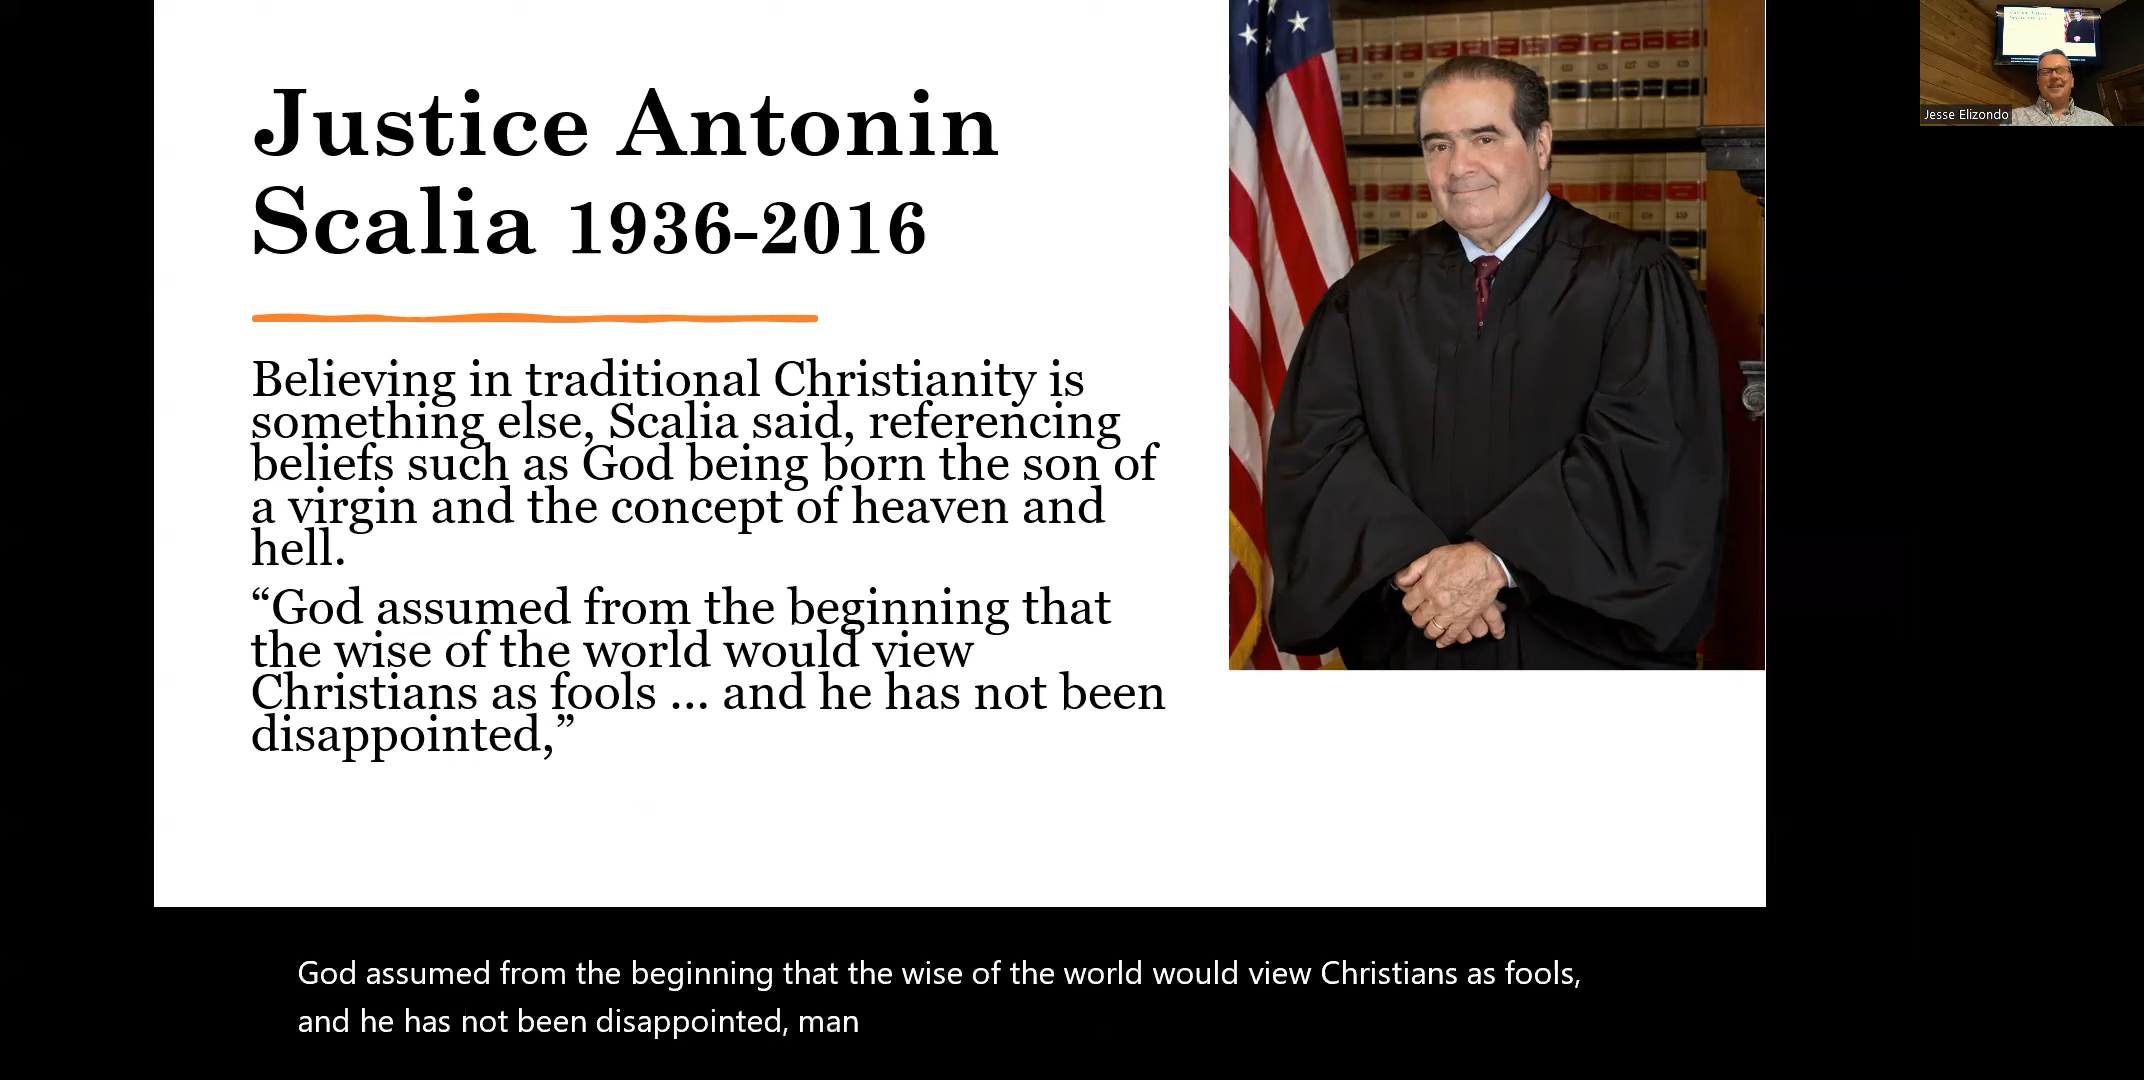 Justice Antonin
Scalia 1936-2016
Believing in traditional Christianity is
something else, Scalia said, referencing
beliefs such as God being born the son of
a virgin and the concept of heaven and
hell.
“God assumed from the beginning that
the wise of the world would view
Christians as fools ... and he has not been
disappointed,”
Jesse Elizondo
God assumed from the beginning that the wise of the world would view Christians as fools,
and he has not been disappointed, man